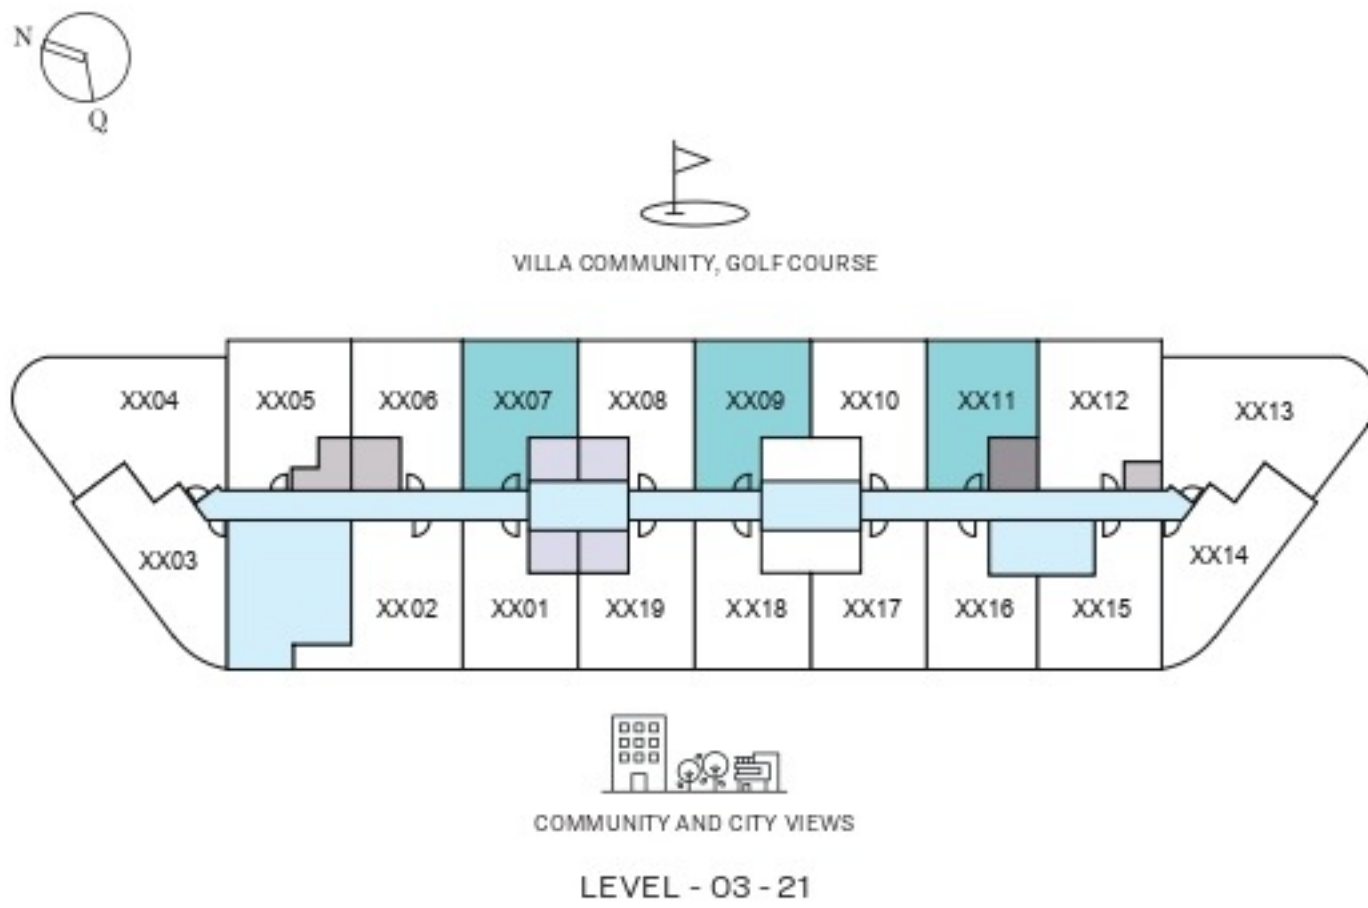 N
Q
VILLA COMMUNITY, GOLF COURSE
XX04
XX05
XX06
XX07
XX08
XX09
XX10
XX11
XX12
XX13
XX03
XX02
XX01
XX19
XX18
XX17
XX16
XX15
XX14
COMMUNITY AND CITY VIEWS
LEVEL - 03 - 21